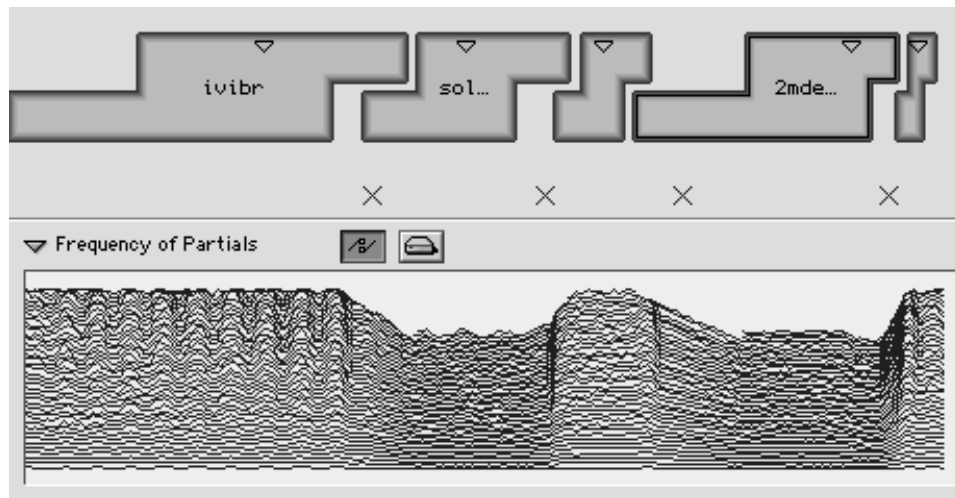 ivibr
sol…
2mde…
Frequency of Partials